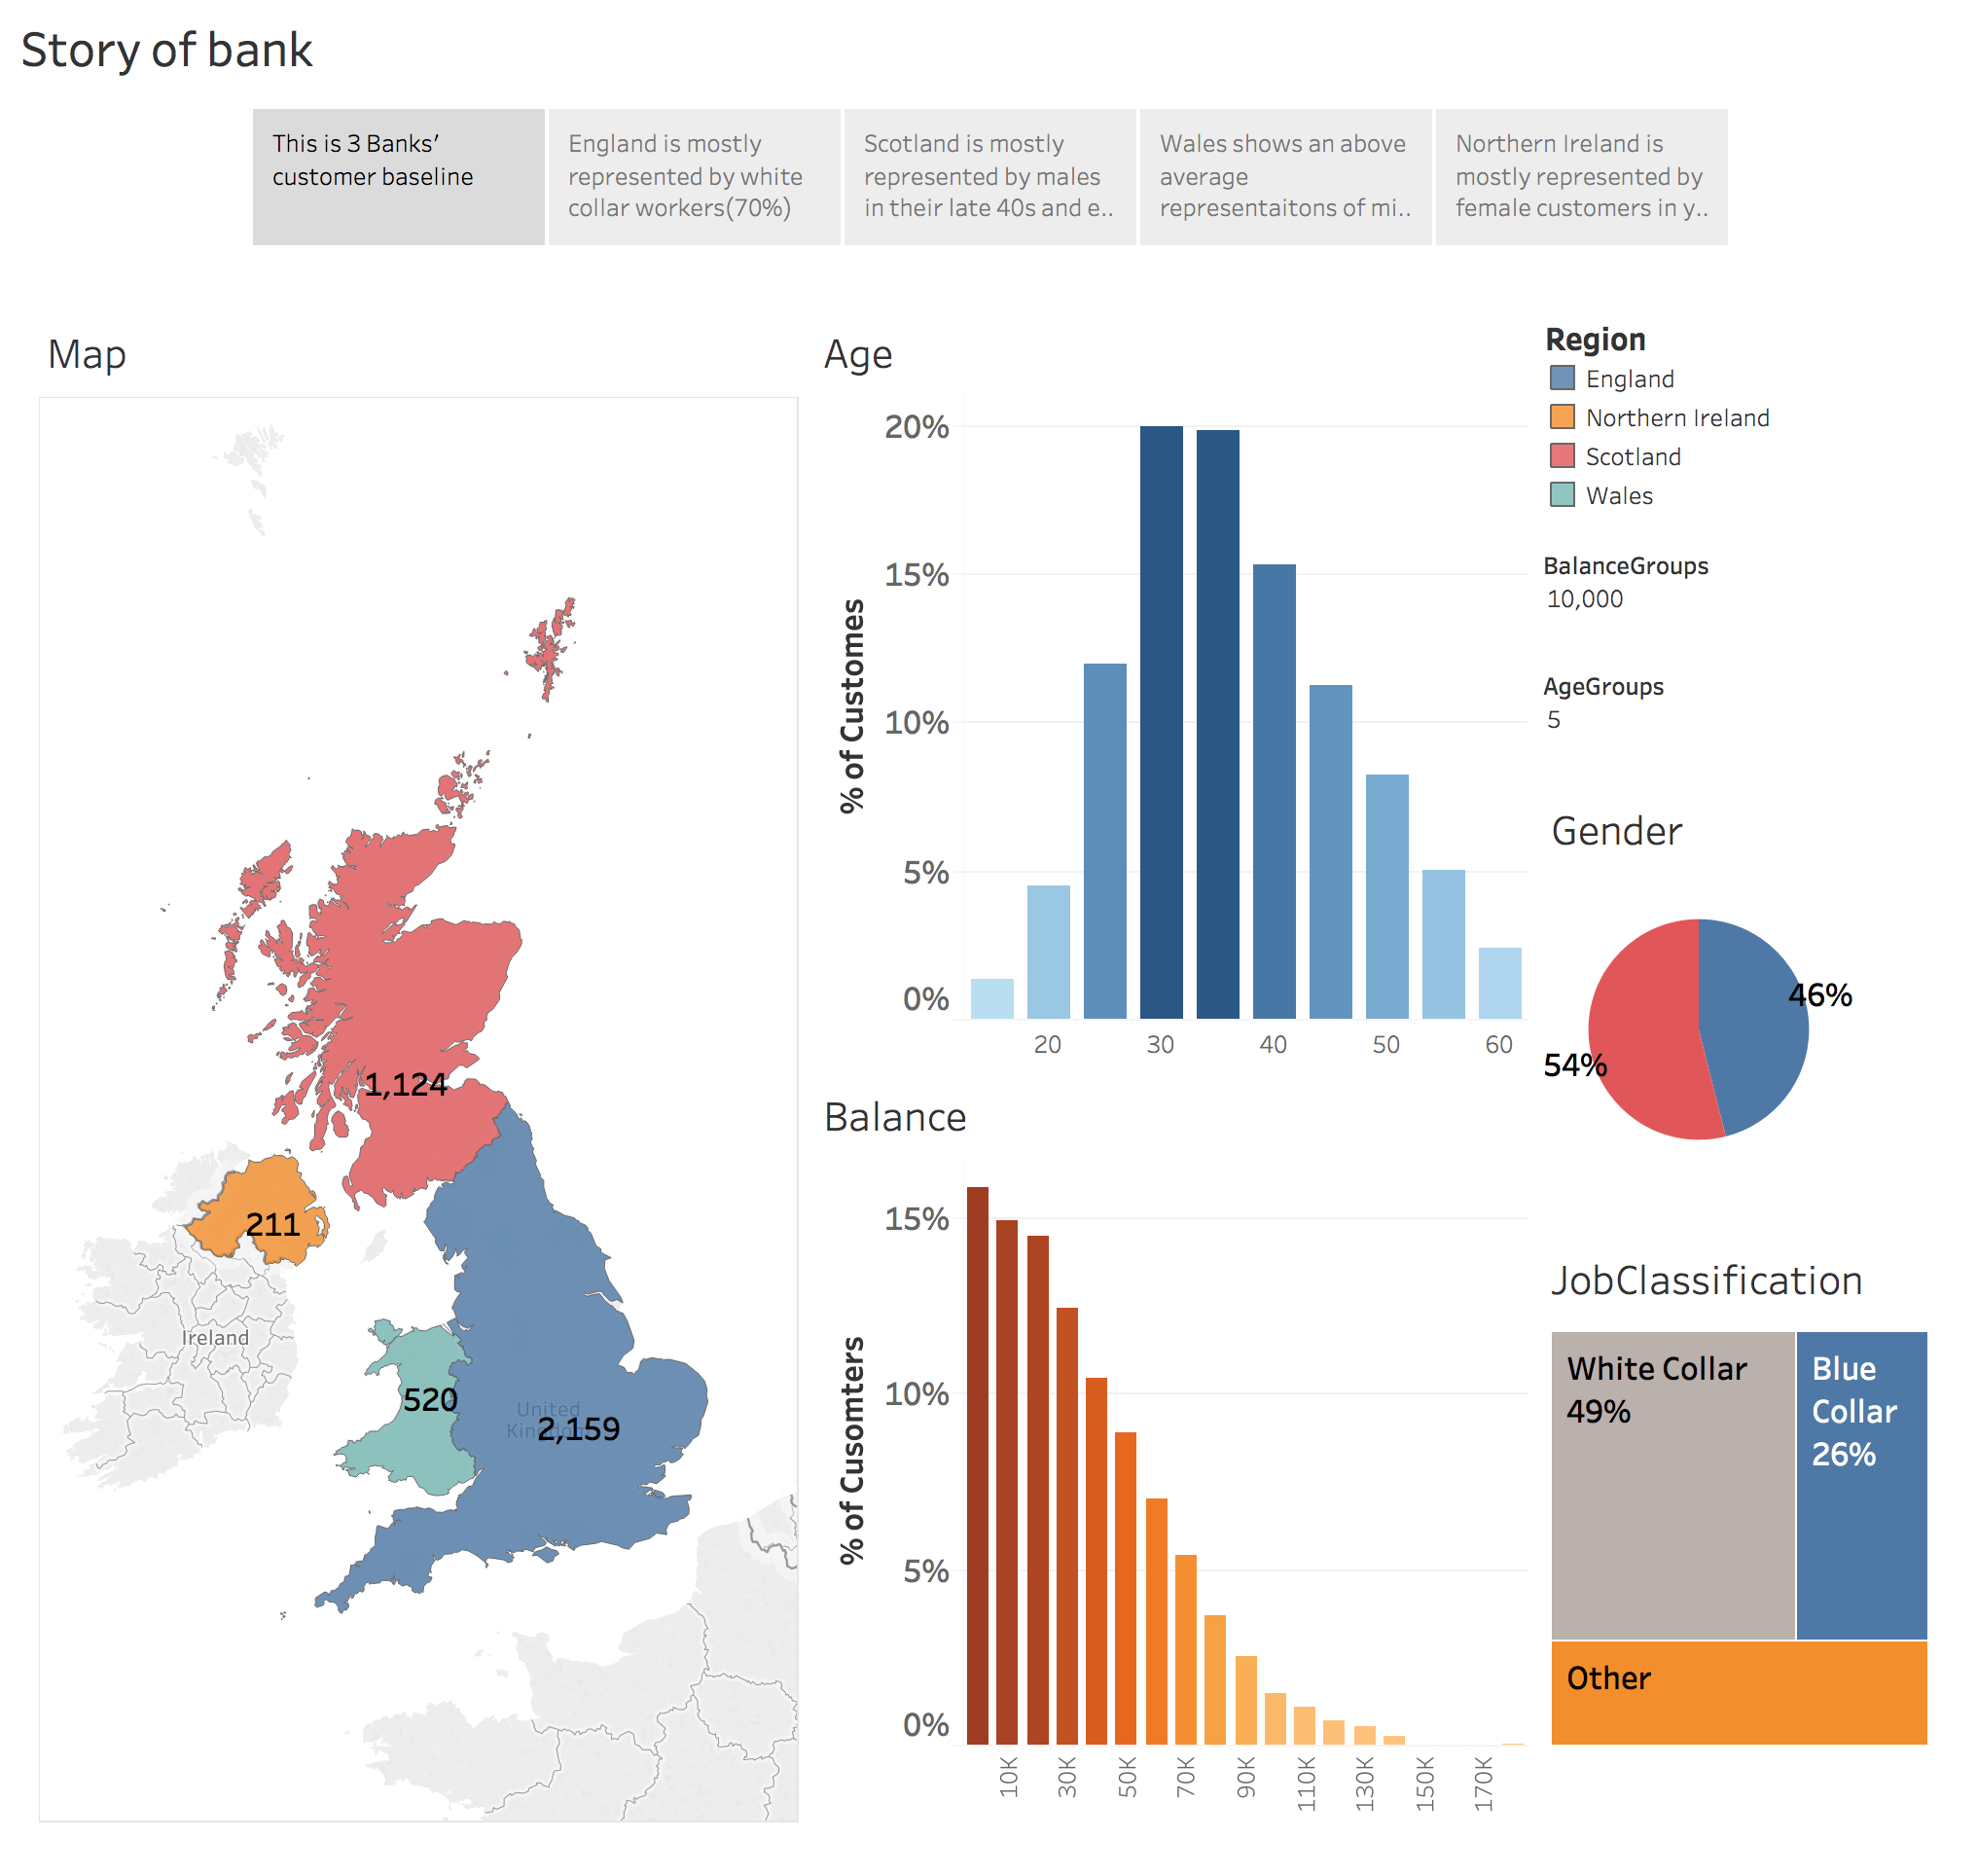 Story of bank
This is 3 Banks'
customer baseline
England is mostly
represented by white
collar workers(70%)
Scotland is mostly
represented by males
in their late 40s and e..
Wales shows an above
average
representaitons of mi..
Northern Ireland is
mostly represented by
female customers in y..
Map
1,124
211
Ireland
520
United
Kingdom
2,159
Age
% of Customes
20%
15%
10%
5%
0%
20
30
40
50
60
Region
England
Northern Ireland
Scotland
Wales
BalanceGroups
10,000
AgeGroups
5
Gender
46%
54%
Balance
% of Cusomters
15%
10%
5%
0%
10K
30K
50K
70K
90K
110K
130K
150K
170K
JobClassification
White Collar
49%
Blue
Collar
26%
Other